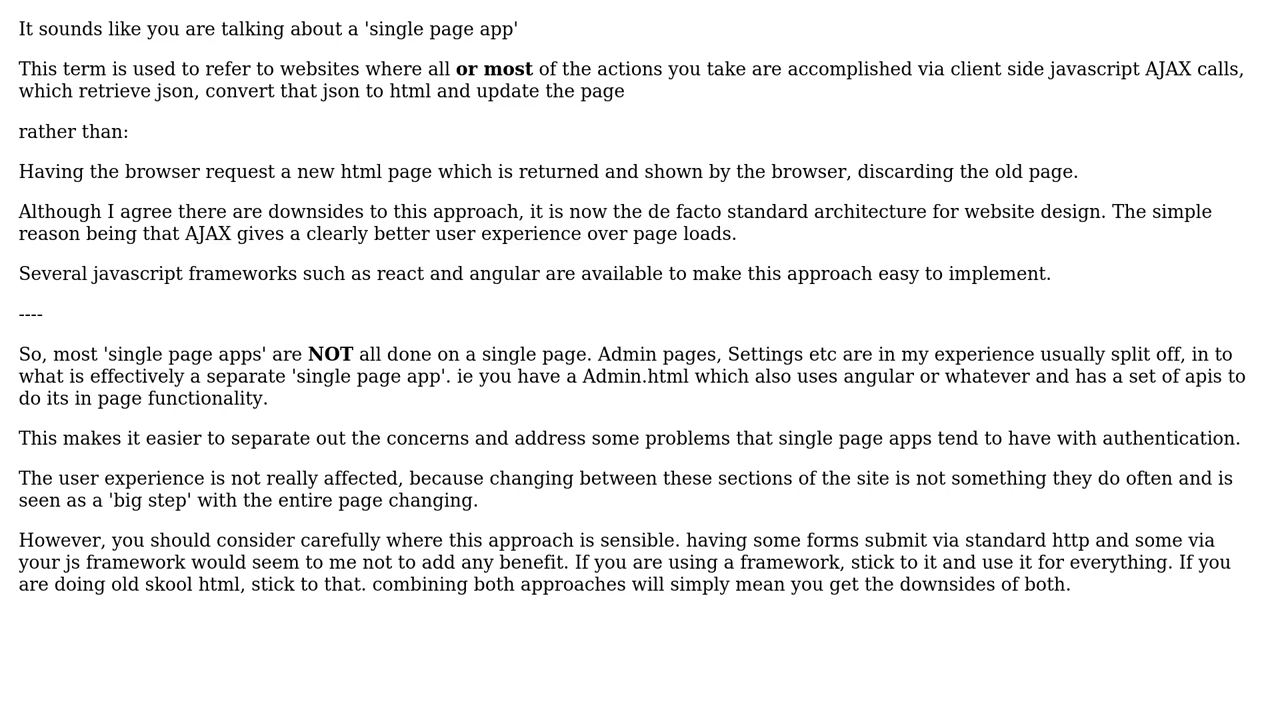 It sounds like you are talking about a 'single page app'
This term is used to refer to websites where all or most of the actions you take are accomplished via client side javascript AJAX calls,
which retrieve json, convert that json to html and update the page
rather than:
Having the browser request a new html page which is returned and shown by the browser, discarding the old page.
Although I agree there are downsides to this approach, it is now the de facto standard architecture for website design. The simple
reason being that AJAX gives a clearly better user experience over page loads.
Several javascript frameworks such as react and angular are available to make this approach easy to implement.
----
So, most 'single page apps' are NOT all done on a single page. Admin pages, Settings etc are in my experience usually split off, in to
what is effectively a separate 'single page app'. ie you have a Admin.html which also uses angular or whatever and has a set of apis to
do its in page functionality.
This makes it easier to separate out the concerns and address some problems that single page apps tend to have with authentication.
The user experience is not really affected, because changing between these sections of the site is not something they do often and is
seen as a 'big step' with the entire page changing.
However, you should consider carefully where this approach is sensible. having some forms submit via standard http and some via
your js framework would seem to me not to add any benefit. If you are using a framework, stick to it and use it for everything. If you
are doing old skool html, stick to that. combining both approaches will simply mean you get the downsides of both.